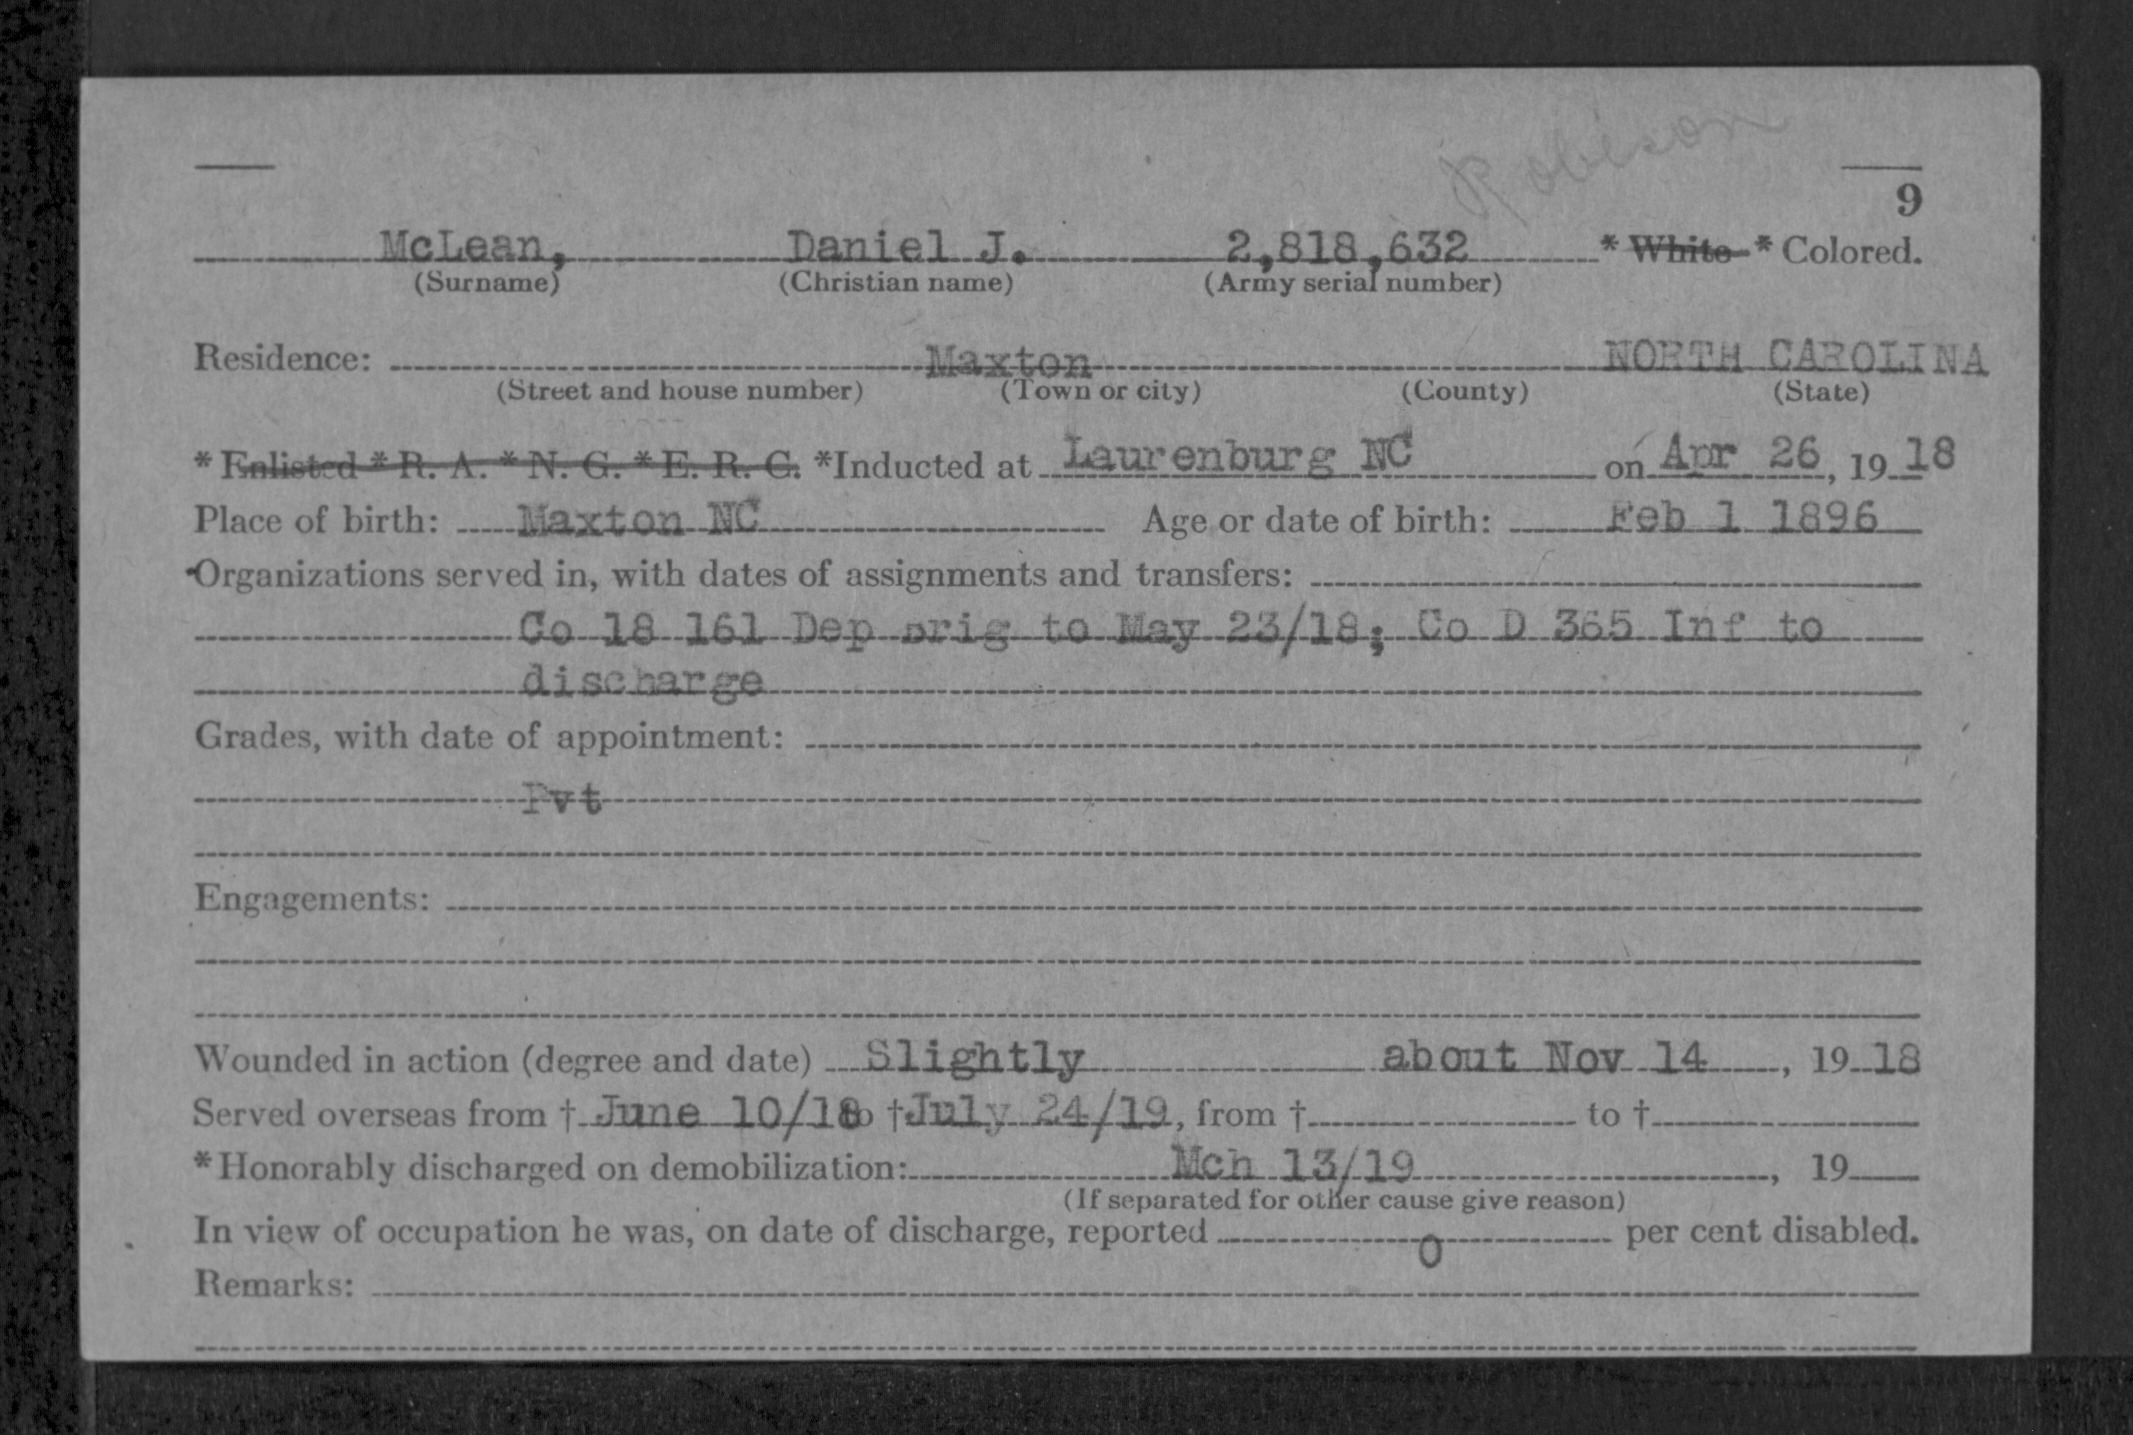 Robison
9
McLean, Daniel J. 2,818,632 * White * Colored.
(Surname) (Christian name) (Army serial number)
Residence: Maxton NORTH CAROLINA
(Street and house number) (Town or city) (County) (State)
* Enlisted * R. A. * N. G. * E. R. C. *Inducted at Laurenburg NC on Apr 26, 19 18
Place of birth: Maxton NC Age or date of birth: Feb 1 1896
Organizations served in, with dates of assignments and transfers:
Co 18 161 Dep orig to May 23/18; Co D 365 Inf to
discharge
Grades, with date of appointment:
Pvt
Engagements:
Wounded in action (degree and date) Slightly about Nov 14, 19 18
Served overseas from † June 10/18 to † July 24/19, from † to †
*Honorably discharged on demobilization: Mch 13/19, 19
(If separated for other cause give reason)
In view of occupation he was, on date of discharge, reported 0 per cent disabled.
Remarks: